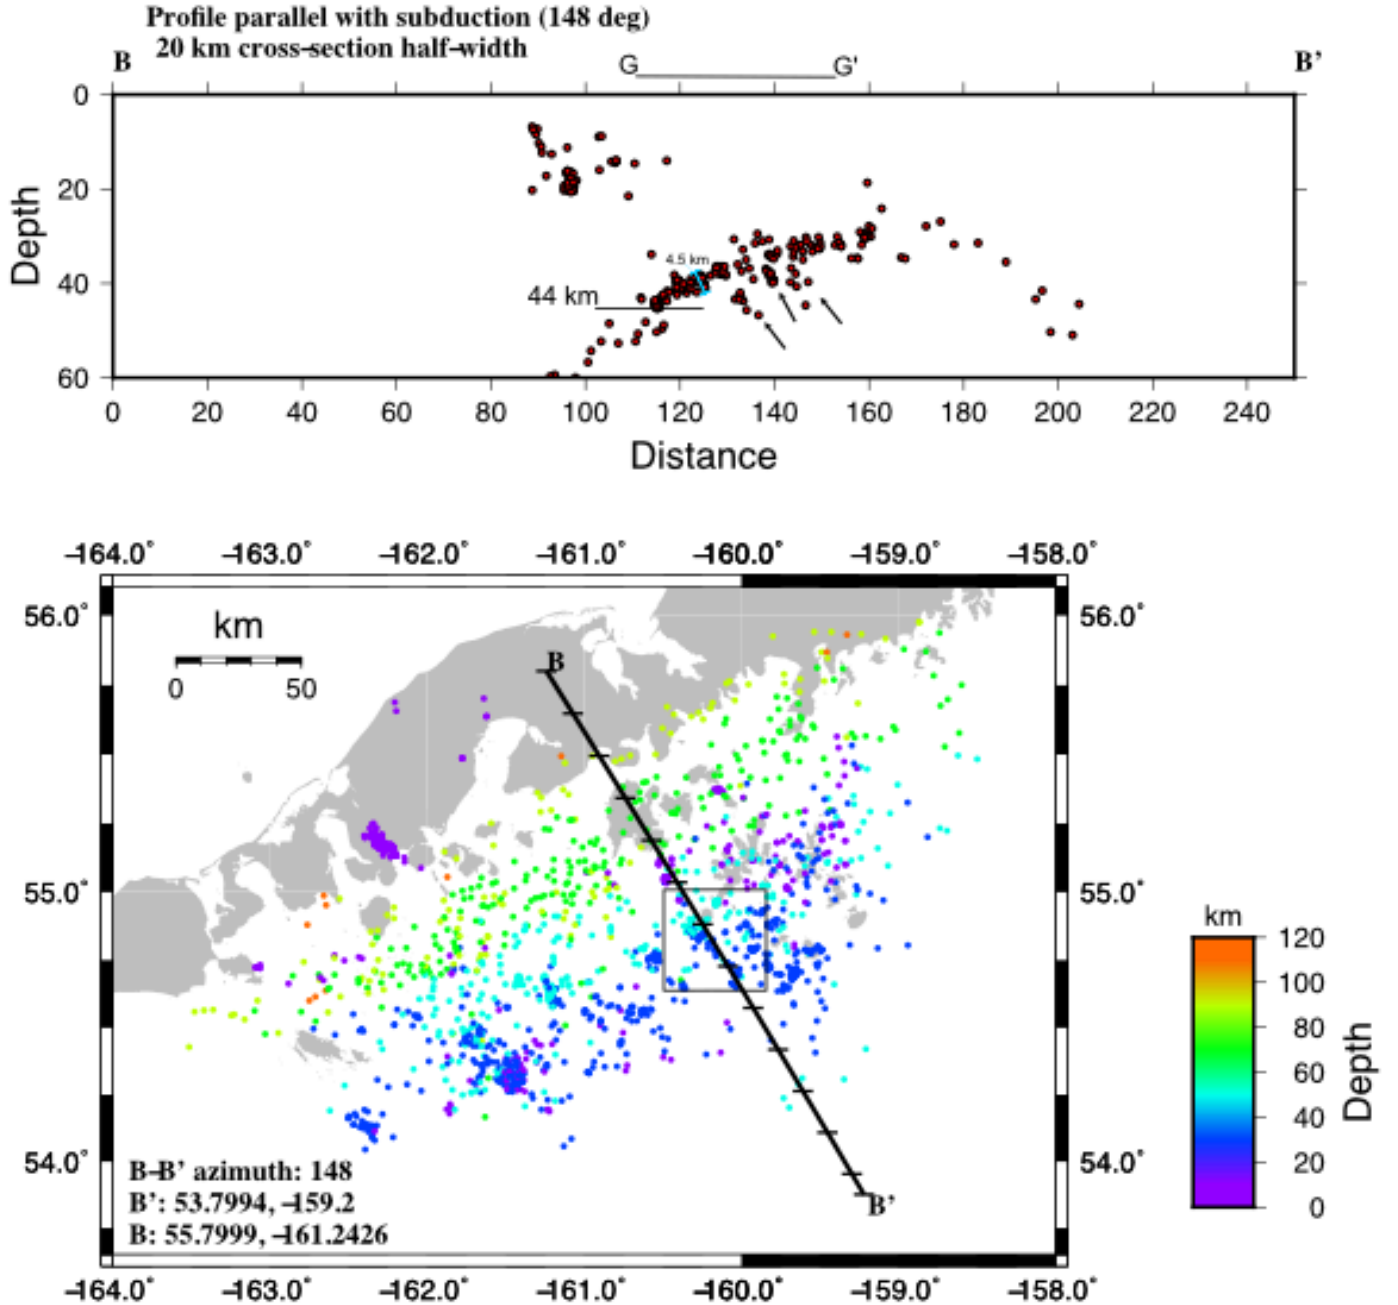 Profile parallel with subduction (148 deg)
20 km cross-section half-width
B G G' B'
0
20
40
60
Depth
4.5 km
44 km
0 20 40 60 80 100 120 140 160 180 200 220 240
Distance
-164.0° -163.0° -162.0° -161.0° -160.0° -159.0° -158.0°
56.0° 56.0°
km
0 50
B
55.0° 55.0°
km
120
100
80
60
40
20
0
Depth
54.0° 54.0°
B-B' azimuth: 148
B': 53.7994, -159.2
B: 55.7999, -161.2426
B'
-164.0° -163.0° -162.0° -161.0° -160.0° -159.0° -158.0°